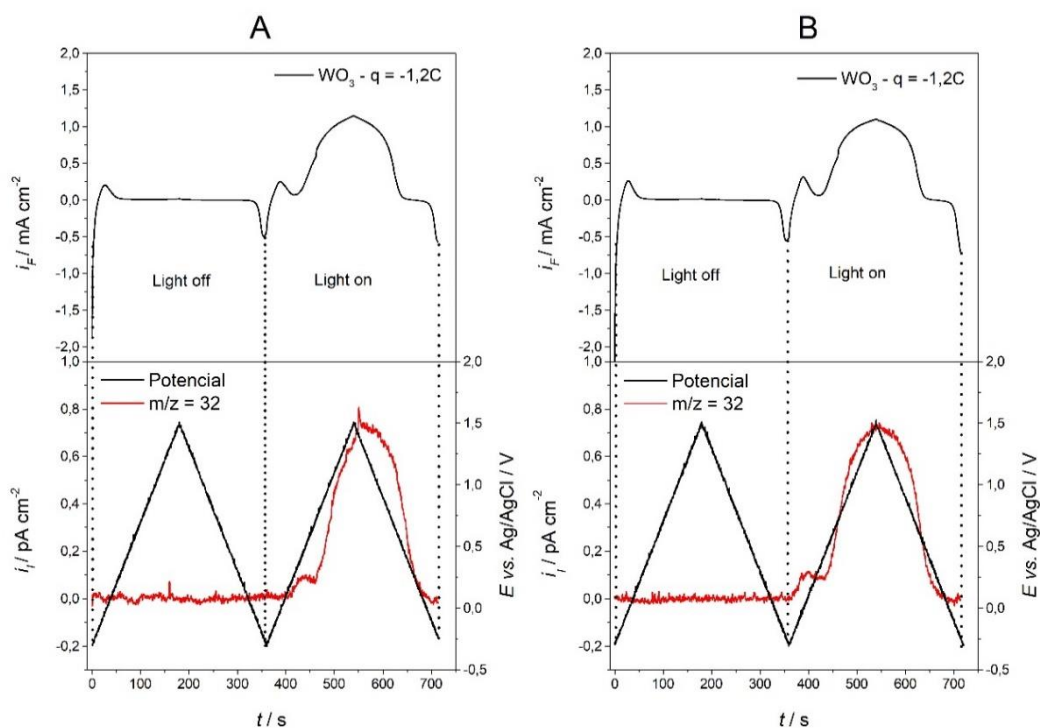 A
B
2,0
1,5
1,0
0,5
0,0
-0,5
-1,0
-1,5
-2,0
i_F / mA cm⁻²
WO₃ - q = -1,2C
Light off
Light on
1,0
0,8
0,6
0,4
0,2
0,0
-0,2
i_I / pA cm⁻²
Potencial
m/z = 32
2,0
1,5
1,0
0,5
0,0
-0,5
E vs. Ag/AgCl / V
0 100 200 300 400 500 600 700
t / s
2,0
1,5
1,0
0,5
0,0
-0,5
-1,0
-1,5
-2,0
i_F / mA cm⁻²
WO₃ - q = -1,2C
Light off
Light on
1,0
0,8
0,6
0,4
0,2
0,0
-0,2
i_I / pA cm⁻²
Potencial
m/z = 32
2,0
1,5
1,0
0,5
0,0
-0,5
E vs. Ag/AgCl / V
0 100 200 300 400 500 600 700
t / s